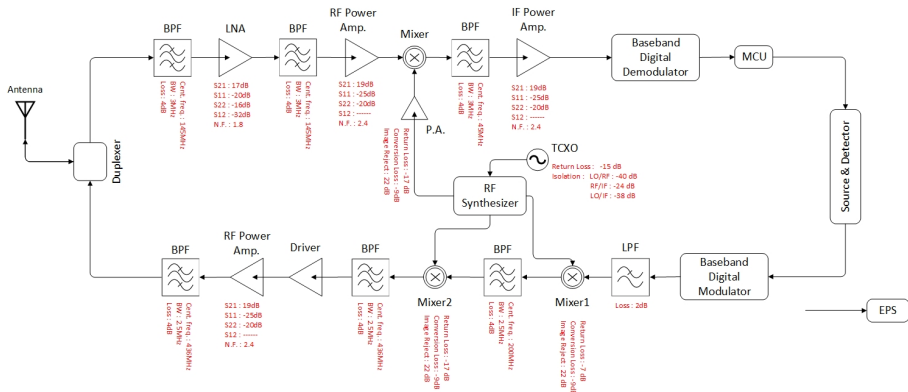 BPF
Cent. freq. : 145MHz
BW : 3MHz
Loss : 4dB
LNA
S21 : 17dB
S11 : -20dB
S22 : -16dB
S12 : -32dB
N.F. : 1.8
BPF
Cent. freq. : 145MHz
BW : 3MHz
Loss : 4dB
RF Power
Amp.
S21 : 19dB
S11 : -25dB
S22 : -20dB
S12 : ------
N.F. : 2.4
Mixer
Return Loss : -17 dB
Conversion Loss : -9dB
Image Reject : 22 dB
P.A.
BPF
Cent. freq. : 45MHz
BW : 3MHz
Loss : 4dB
IF Power
Amp.
S21 : 19dB
S11 : -25dB
S22 : -20dB
S12 : ------
N.F. : 2.4
Baseband
Digital
Demodulator
MCU
Antenna
Duplexer
TCXO
Return Loss : -15 dB
Isolation : LO/RF : -40 dB
RF/IF : -24 dB
LO/IF : -38 dB
RF
Synthesizer
Source & Detector
BPF
Cent. freq. : 436MHz
BW : 2.5MHz
Loss : 4dB
RF Power
Amp.
S21 : 19dB
S11 : -25dB
S22 : -20dB
S12 : ------
N.F. : 2.4
Driver
BPF
Cent. freq. : 436MHz
BW : 2.5MHz
Loss : 4dB
Mixer2
Return Loss : -17 dB
Conversion Loss : -9dB
Image Reject : 22 dB
BPF
Cent. freq. : 200MHz
BW : 2.5MHz
Loss : 4dB
Mixer1
Return Loss : -7 dB
Conversion Loss : -9dB
Image Reject : 22 dB
LPF
Loss : 2dB
Baseband
Digital
Modulator
EPS